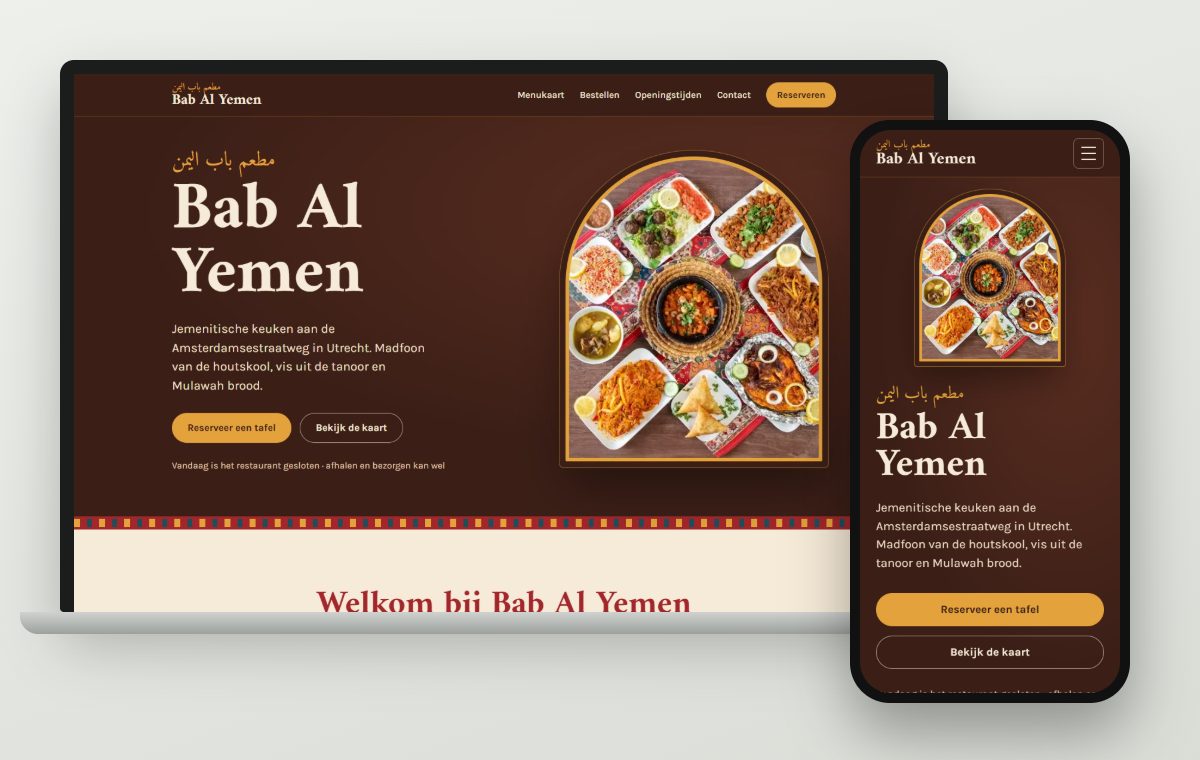 مطعم باب اليمن
Bab Al Yemen
Menukaart
Bestellen
Openingstijden
Contact
Reserveren
مطعم باب اليمن
Bab Al
Yemen
Jemenitische keuken aan de
Amsterdamsestraatweg in Utrecht. Madfoon
van de houtskool, vis uit de tanoor en
Mulawah brood.
Reserveer een tafel
Bekijk de kaart
Vandaag is het restaurant gesloten · afhalen en bezorgen kan wel
Welkom bij Bab Al Yemen
مطعم باب اليمن
Bab Al Yemen
مطعم باب اليمن
Bab Al
Yemen
Jemenitische keuken aan de
Amsterdamsestraatweg in Utrecht.
Madfoon van de houtskool, vis uit de
tanoor en Mulawah brood.
Reserveer een tafel
Bekijk de kaart